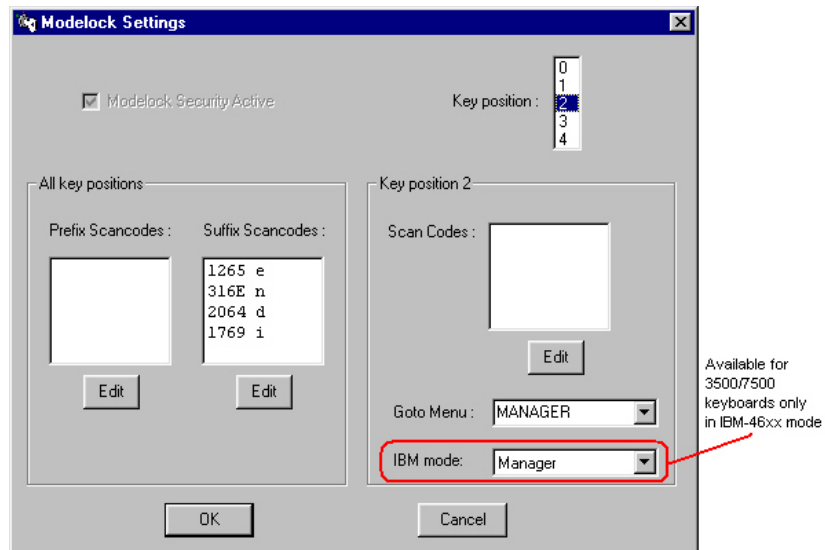 Modelock Settings
Modelock Security Active
Key position :
0
1
2
3
4
All key positions
Prefix Scancodes :
Suffix Scancodes :
1265 e
316E n
2064 d
1769 i
Edit
Edit
Key position 2
Scan Codes :
Edit
Goto Menu :
MANAGER
IBM mode:
Manager
Available for
3500/7500
keyboards only
in IBM-46xx mode
OK
Cancel